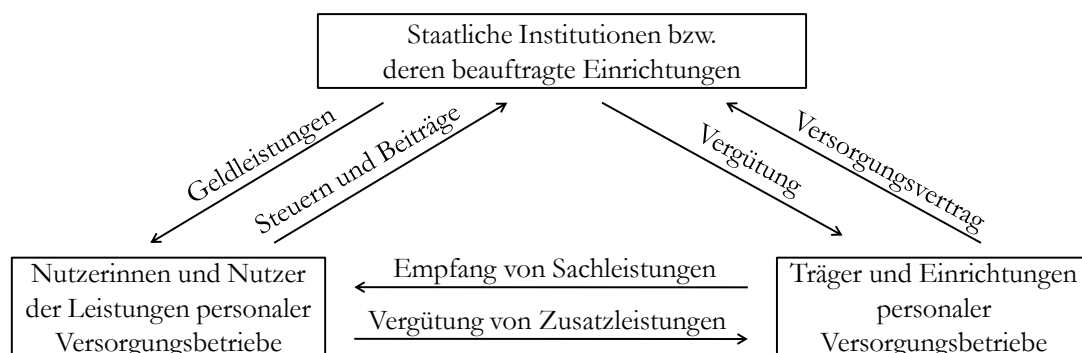 Staatliche Institutionen bzw.
deren beauftragte Einrichtungen
Geldleistungen
Steuern und Beiträge
Vergütung
Versorgungsvertrag
Nutzerinnen und Nutzer
der Leistungen personaler
Versorgungsbetriebe
Empfang von Sachleistungen
Vergütung von Zusatzleistungen
Träger und Einrichtungen
personaler
Versorgungsbetriebe